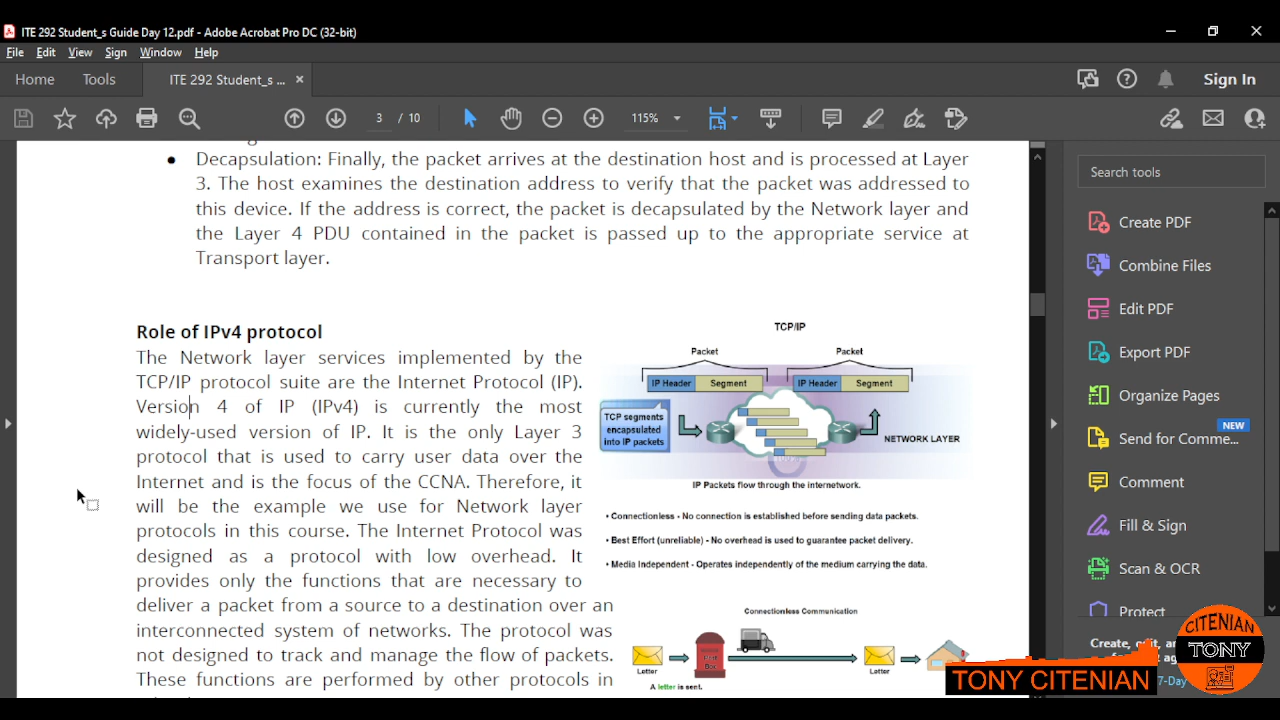 ITE 292 Student_s Guide Day 12.pdf - Adobe Acrobat Pro DC (32-bit)
File Edit View Sign Window Help
Home Tools ITE 292 Student_s ... × Sign In
3 / 10 115%
• Decapsulation: Finally, the packet arrives at the destination host and is processed at Layer
3. The host examines the destination address to verify that the packet was addressed to
this device. If the address is correct, the packet is decapsulated by the Network layer and
the Layer 4 PDU contained in the packet is passed up to the appropriate service at
Transport layer.
Role of IPv4 protocol
The Network layer services implemented by the
TCP/IP protocol suite are the Internet Protocol (IP).
Version 4 of IP (IPv4) is currently the most
widely-used version of IP. It is the only Layer 3
protocol that is used to carry user data over the
Internet and is the focus of the CCNA. Therefore, it
will be the example we use for Network layer
protocols in this course. The Internet Protocol was
designed as a protocol with low overhead. It
provides only the functions that are necessary to
deliver a packet from a source to a destination over an
interconnected system of networks. The protocol was
not designed to track and manage the flow of packets.
These functions are performed by other protocols in
TCP/IP
Packet Packet
IP Header Segment IP Header Segment
TCP segments
encapsulated
into IP packets
NETWORK LAYER
IP Packets flow through the internetwork.
• Connectionless - No connection is established before sending data packets.
• Best Effort (unreliable) - No overhead is used to guarantee packet delivery.
• Media Independent - Operates independently of the medium carrying the data.
Connectionless Communication
Letter Letter
A letter is sent.
Search tools
Create PDF
Combine Files
Edit PDF
Export PDF
Organize Pages
NEW
Send for Comme...
Comment
Fill & Sign
Scan & OCR
Protect
Create, edit, an
7-Day
TONY CITENIAN
CITENIAN
TONY